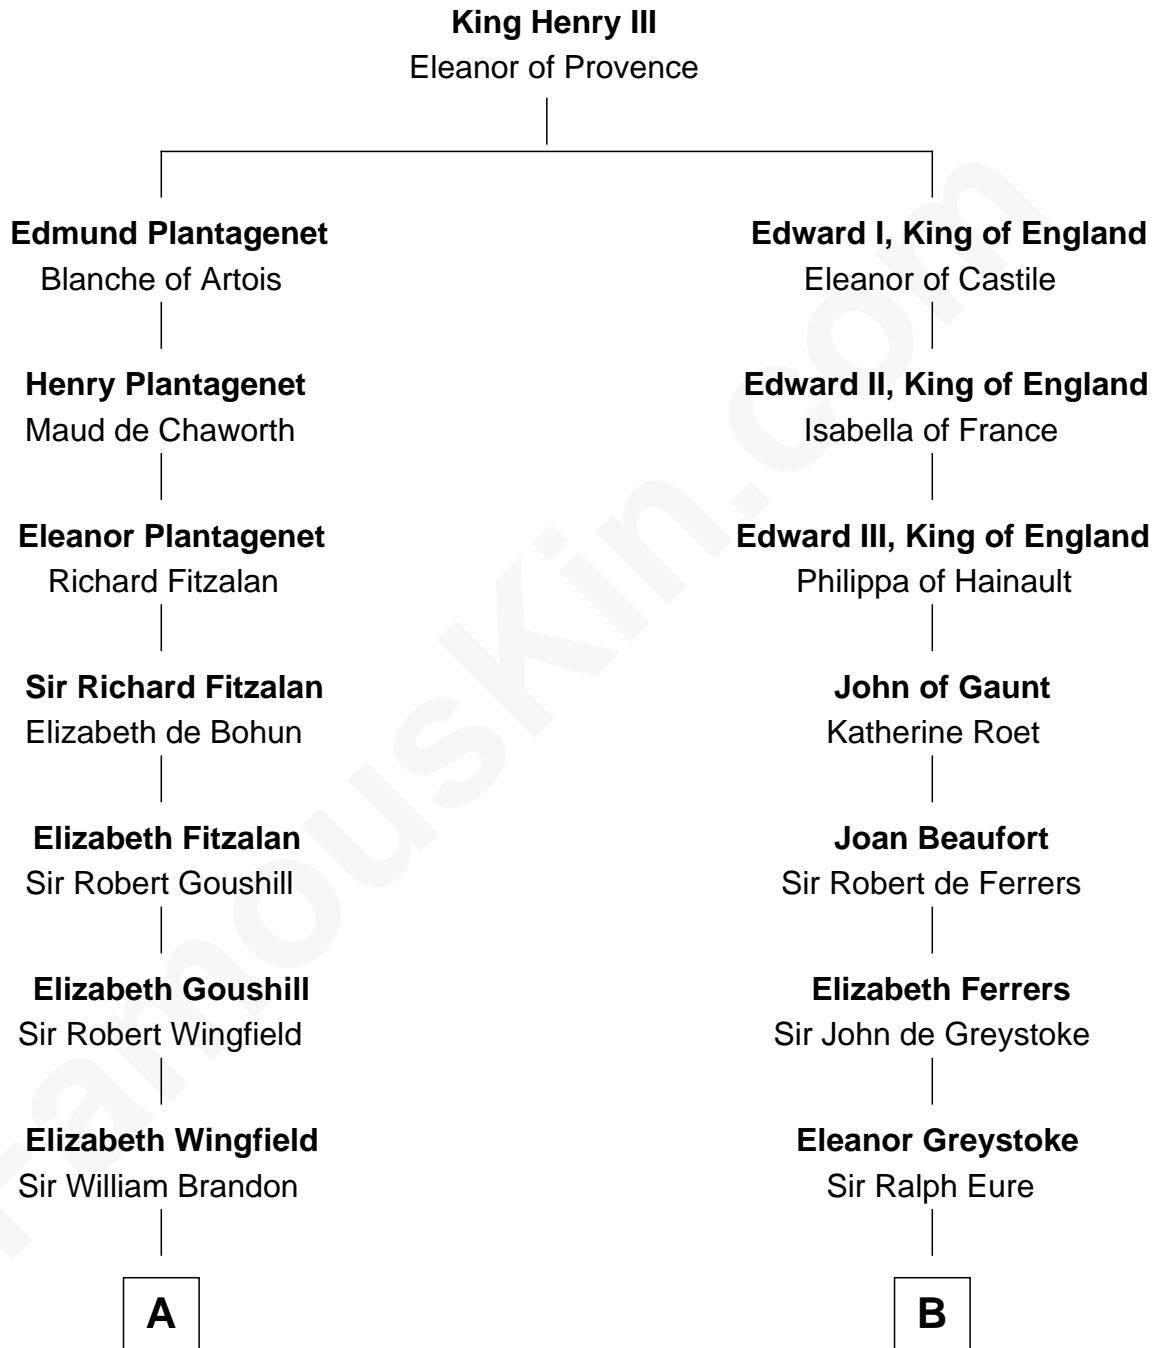 King Henry III
Eleanor of Provence
Edmund Plantagenet
Blanche of Artois
Henry Plantagenet
Maud de Chaworth
Eleanor Plantagenet
Richard Fitzalan
Sir Richard Fitzalan
Elizabeth de Bohun
Elizabeth Fitzalan
Sir Robert Goushill
Elizabeth Goushill
Sir Robert Wingfield
Elizabeth Wingfield
Sir William Brandon
A
Edward I, King of England
Eleanor of Castile
Edward II, King of England
Isabella of France
Edward III, King of England
Philippa of Hainault
John of Gaunt
Katherine Roet
Joan Beaufort
Sir Robert de Ferrers
Elizabeth Ferrers
Sir John de Greystoke
Eleanor Greystoke
Sir Ralph Eure
B
FamousKin.com